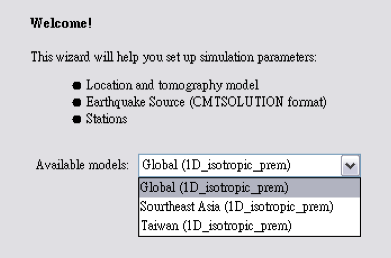 Welcome!
This wizard will help you set up simulation parameters:
Location and tomography model
Earthquake Source (CMTSOLUTION format)
Stations
Available models: Global (1D_isotropic_prem)
Global (1D_isotropic_prem)
Sourtheast Asia (1D_isotropic_prem)
Taiwan (1D_isotropic_prem)